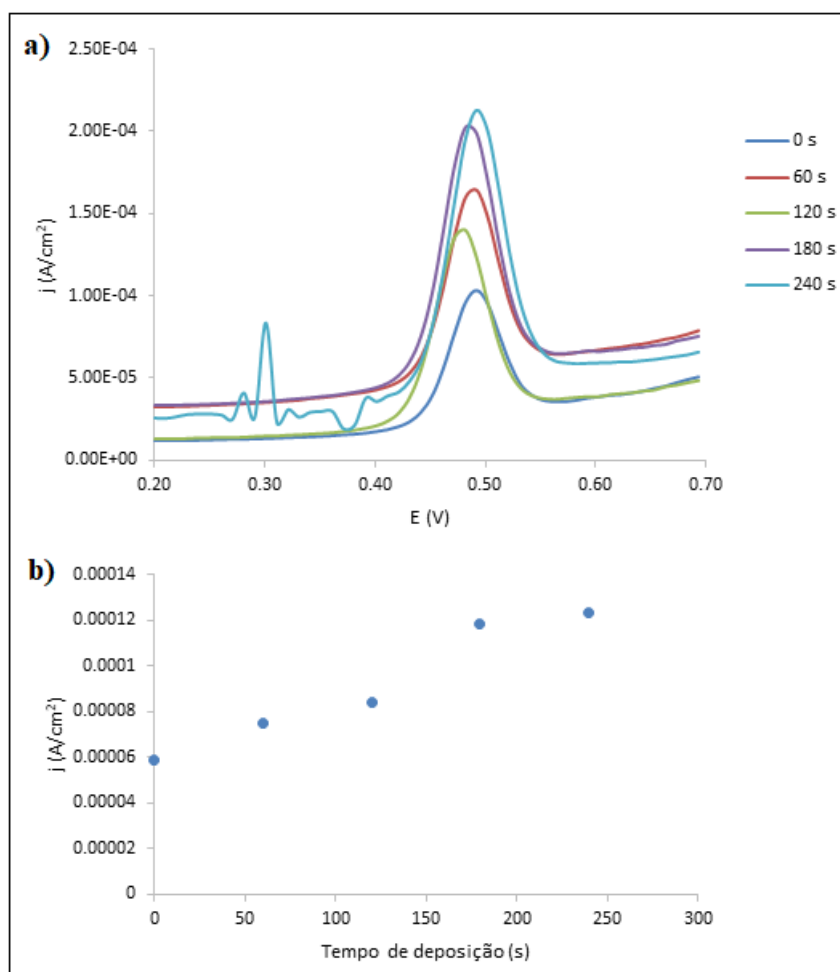 a)
j (A/cm²)
2.50E-04
2.00E-04
1.50E-04
1.00E-04
5.00E-05
0.00E+00
0.20 0.30 0.40 0.50 0.60 0.70
E (V)
0 s
60 s
120 s
180 s
240 s
b)
j (A/cm²)
0.00014
0.00012
0.0001
0.00008
0.00006
0.00004
0.00002
0
0 50 100 150 200 250 300
Tempo de deposição (s)